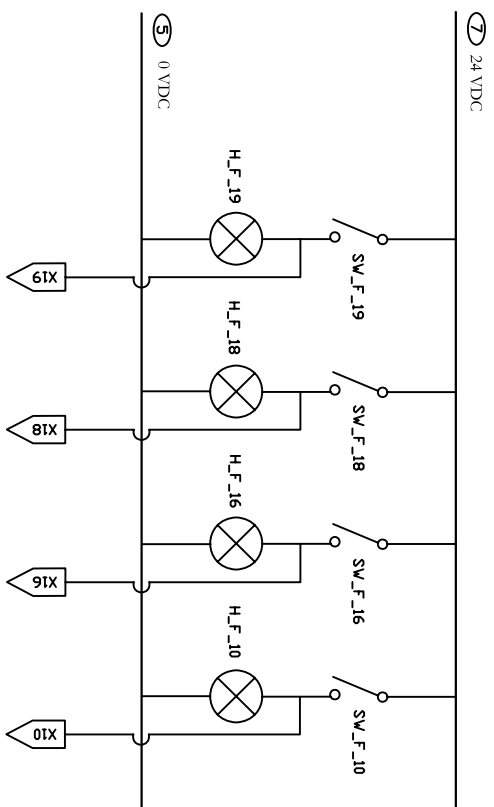 7 24 VDC
5 0 VDC
H_F_19
SW_F_19
X19
H_F_18
SW_F_18
X18
H_F_16
SW_F_16
X16
H_F_10
SW_F_10
X10